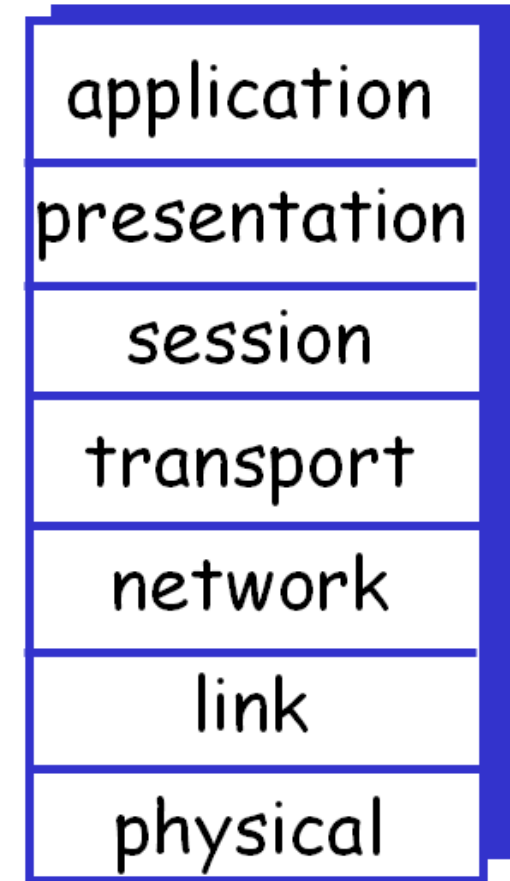 application
presentation
session
transport
network
link
physical